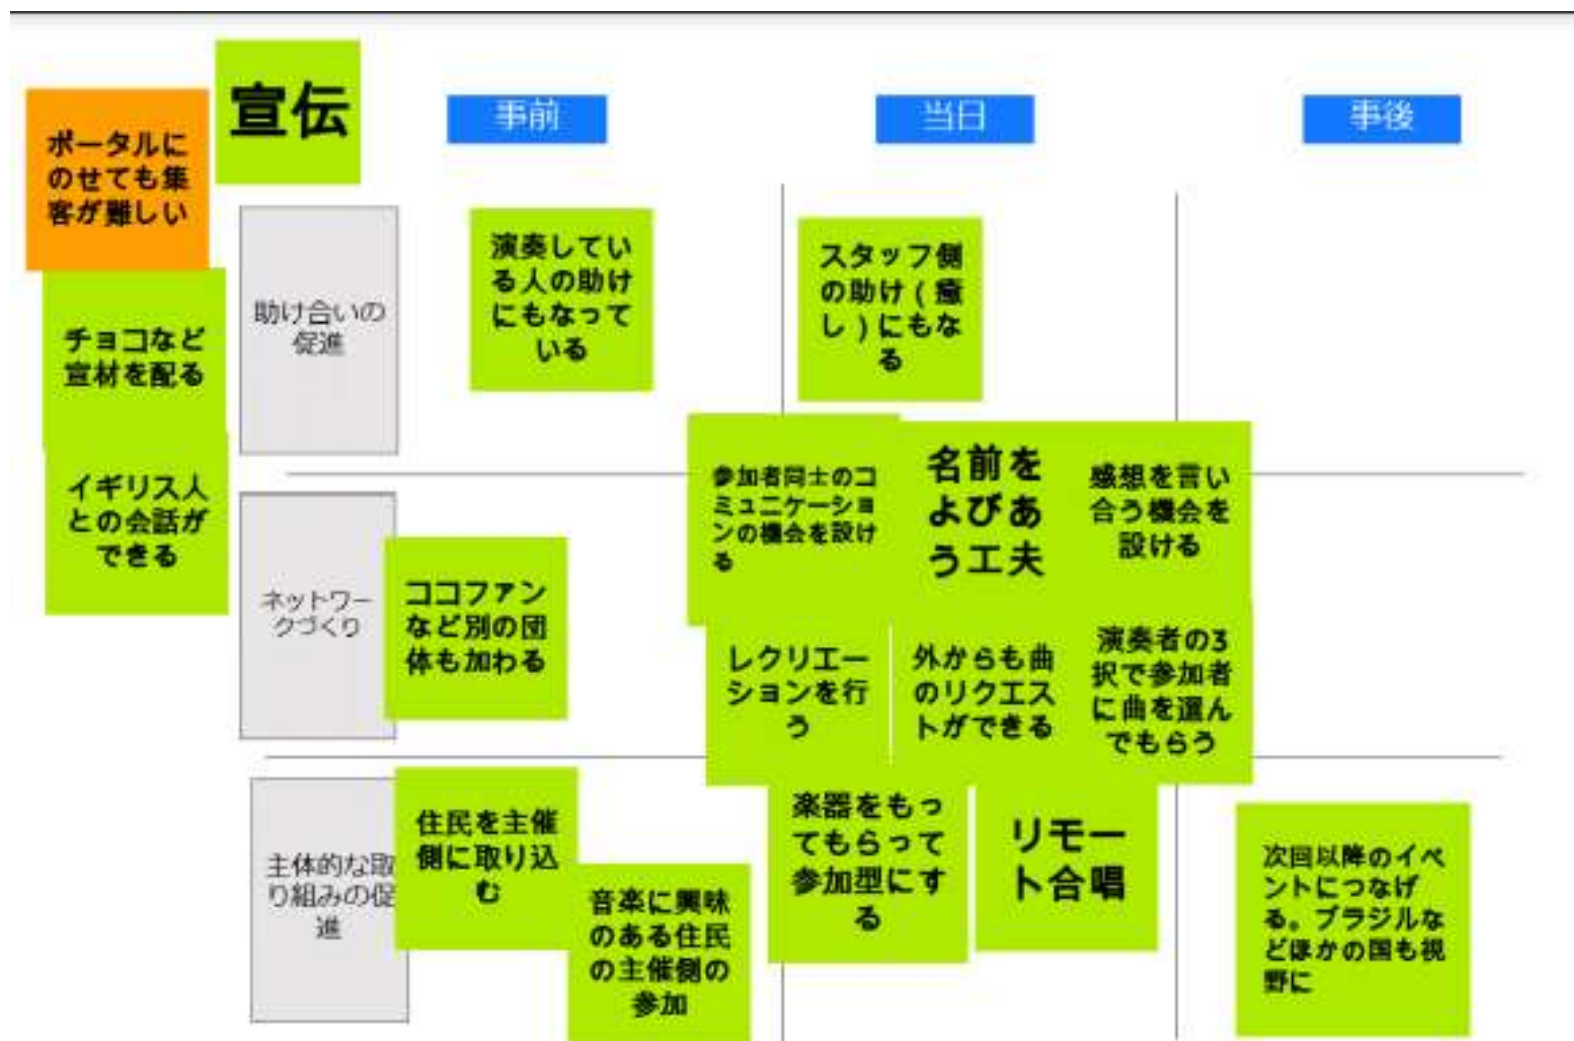 宣伝
ポータルに
のせても集
客が難しい
チョコなど
宣材を配る
イギリス人
との会話が
できる
事前
当日
事後
助け合いの
促進
演奏してい
る人の助け
にもなって
いる
スタッフ側
の助け(癒
し)にもな
る
ネットワー
クづくり
ココファン
など別の団
体も加わる
参加者同士のコ
ミュニケーショ
ンの機会を設け
る
名前を
よびあ
う工夫
感想を言い
合う機会を
設ける
レクリエー
ションを行
う
外からも曲
のリクエス
トができる
演奏者の3
択で参加者
に曲を選ん
でもらう
主体的な取
り組みの促
進
住民を主催
側に取り込
む
音楽に興味
のある住民
の主催側の
参加
楽器をもっ
てもらって
参加型にす
る
リモー
ト合唱
次回以降のイベ
ントにつなげ
る。ブラジルな
どほかの国も視
野に